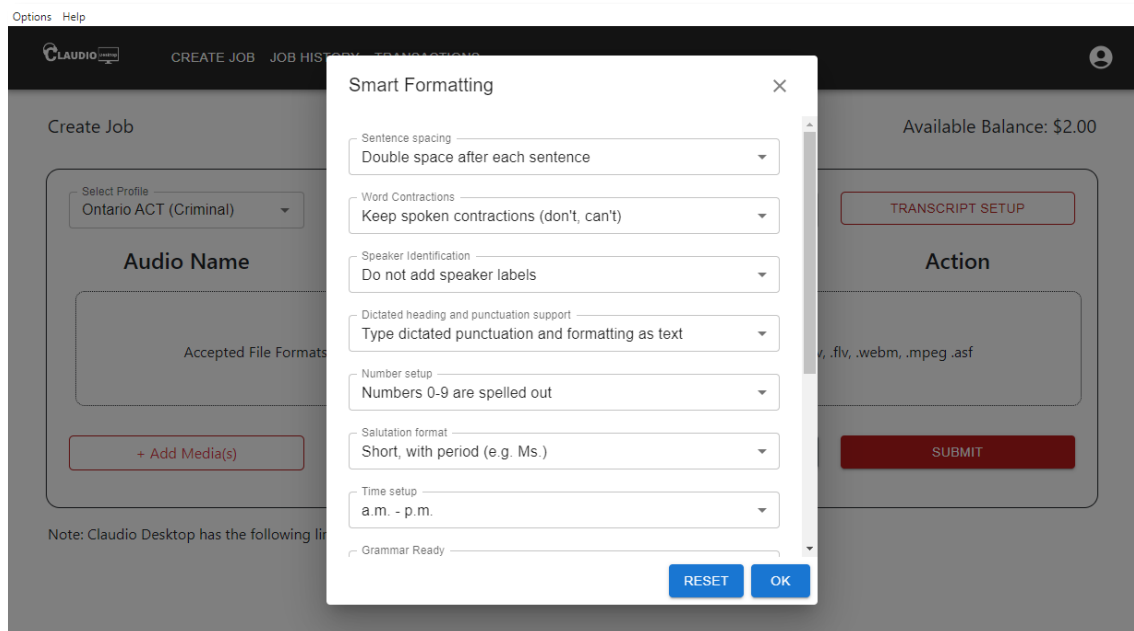 Options Help
CLAUDIO
CREATE JOB JOB HISTORY TRANSACTIONS
Smart Formatting
Create Job
Available Balance: $2.00
Sentence spacing
Double space after each sentence
Select Profile
Ontario ACT (Criminal)
Word Contractions
Keep spoken contractions (don't, can't)
TRANSCRIPT SETUP
Audio Name
Speaker Identification
Do not add speaker labels
Action
Dictated heading and punctuation support
Type dictated punctuation and formatting as text
Accepted File Formats
, .flv, .webm, .mpeg .asf
Number setup
Numbers 0-9 are spelled out
Salutation format
Short, with period (e.g. Ms.)
+ Add Media(s)
SUBMIT
Time setup
a.m. - p.m.
Note: Claudio Desktop has the following
Grammar Ready
RESET OK